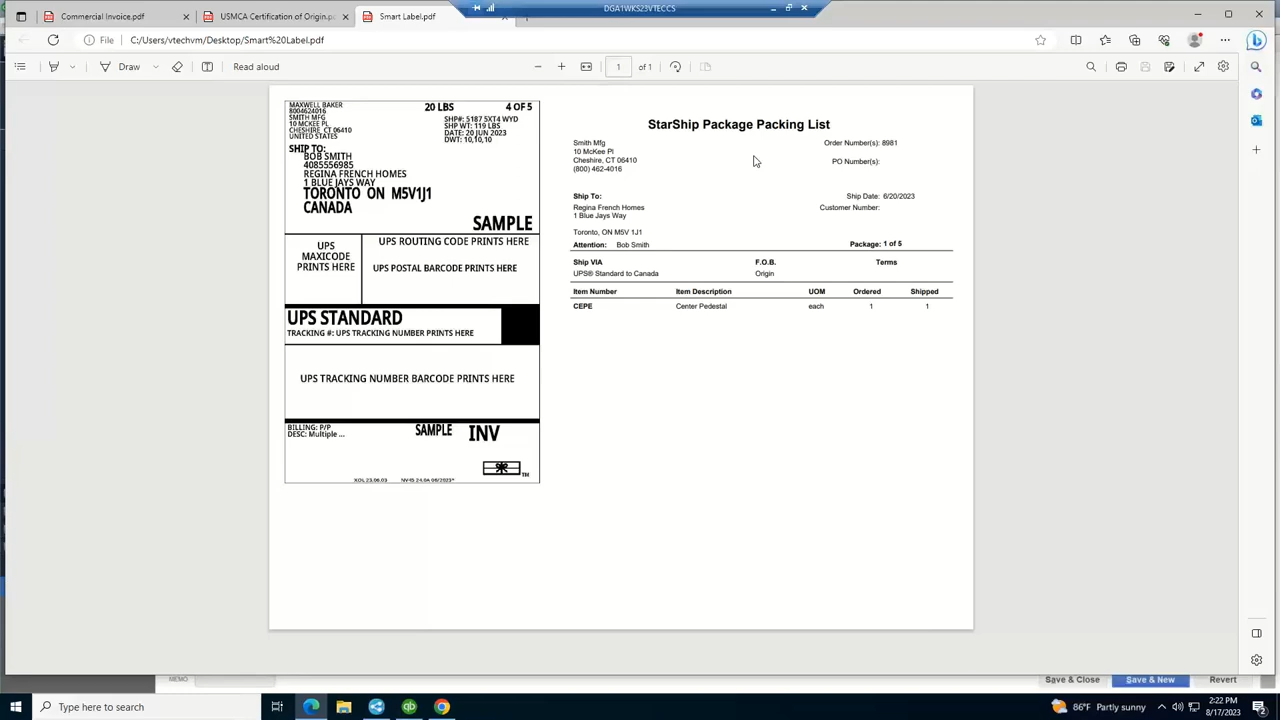 DGA1WKS23VTECCS
Commercial Invoice.pdf
USMCA Certification of Origin.p
Smart Label.pdf
File C:/Users/vtechvm/Desktop/Smart%20Label.pdf
Draw Read aloud
1 of 1
MAXWELL BAKER
8004624016
SMITH MFG
10 MCKEE PL
CHESHIRE CT 06410
UNITED STATES
20 LBS 4 OF 5
SHP#: 5187 5XT4 WYD
SHP WT: 119 LBS
DATE: 20 JUN 2023
DWT: 10,10,10
SHIP TO:
BOB SMITH
4085556985
REGINA FRENCH HOMES
1 BLUE JAYS WAY
TORONTO ON M5V1J1
CANADA
SAMPLE
UPS
MAXICODE
PRINTS HERE
UPS ROUTING CODE PRINTS HERE
UPS POSTAL BARCODE PRINTS HERE
UPS STANDARD
TRACKING #: UPS TRACKING NUMBER PRINTS HERE
UPS TRACKING NUMBER BARCODE PRINTS HERE
BILLING: P/P
DESC: Multiple ...
SAMPLE INV
TM
XOL 23.06.03 NV45 24.0A 06/2023*
StarShip Package Packing List
Smith Mfg
10 McKee Pl
Cheshire, CT 06410
(800) 462-4016
Order Number(s): 8981
PO Number(s):
Ship To:
Regina French Homes
1 Blue Jays Way
Toronto, ON M5V 1J1
Attention: Bob Smith
Ship Date: 6/20/2023
Customer Number:
Package: 1 of 5
Ship VIA F.O.B. Terms
UPS® Standard to Canada Origin
Item Number Item Description UOM Ordered Shipped
CEPE Center Pedestal each 1 1
MEMO
Save & Close Save & New Revert
Type here to search
86°F Partly sunny
2:22 PM
8/17/2023
2